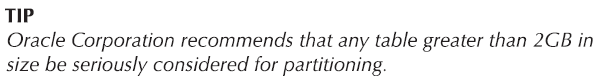 TIP
Oracle Corporation recommends that any table greater than 2GB in
size be seriously considered for partitioning.